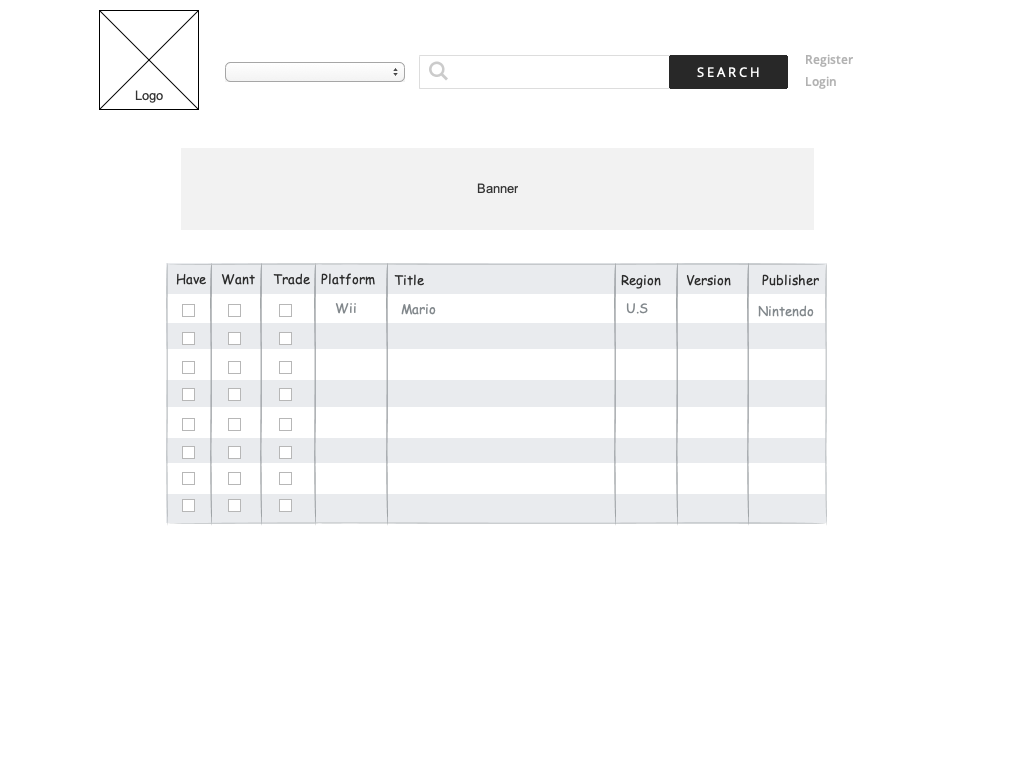 Logo
SEARCH
Register
Login
Banner
Have Want Trade Platform Title Region Version Publisher
Wii Mario U.S Nintendo